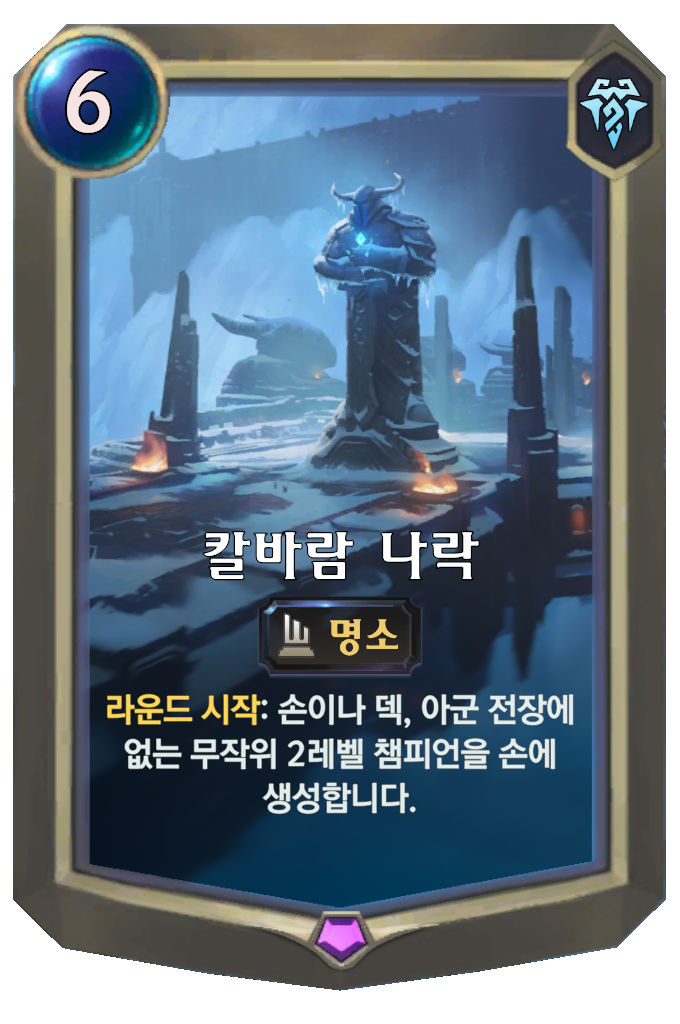 6
칼바람 나락
명소
라운드 시작: 손이나 덱, 아군 전장에
없는 무작위 2레벨 챔피언을 손에
생성합니다.